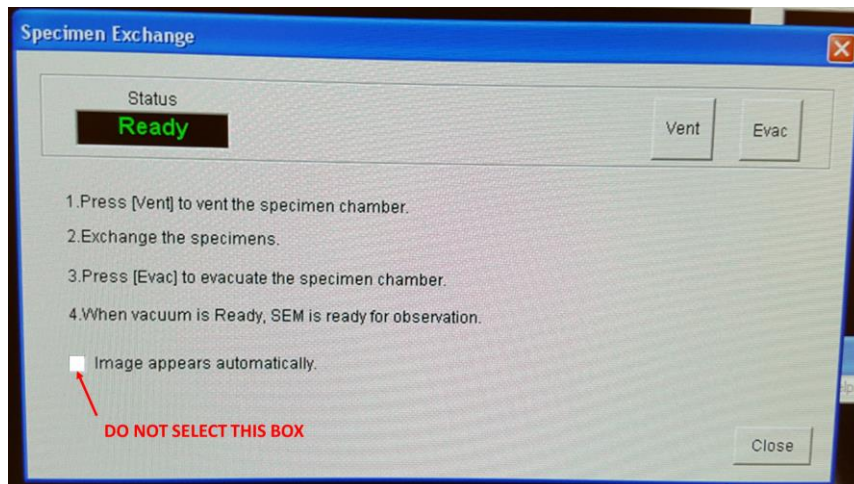 Specimen Exchange
Status
Ready
Vent
Evac
1.Press [Vent] to vent the specimen chamber.
2.Exchange the specimens.
3.Press [Evac] to evacuate the specimen chamber.
4.When vacuum is Ready, SEM is ready for observation.
Image appears automatically.
DO NOT SELECT THIS BOX
Close